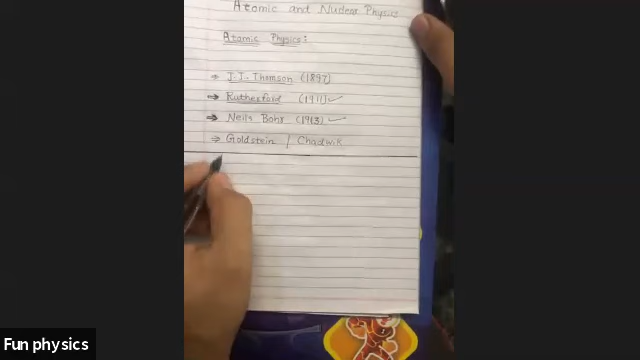 Atomic and Nuclear Physics
Atomic Physics:
⇒ J.J. Thomson (1897)
⇒ Rutherford (1911) ✓
⇒ Neils Bohr (1913) ✓
⇒ Goldstein / Chadwik
Fun physics